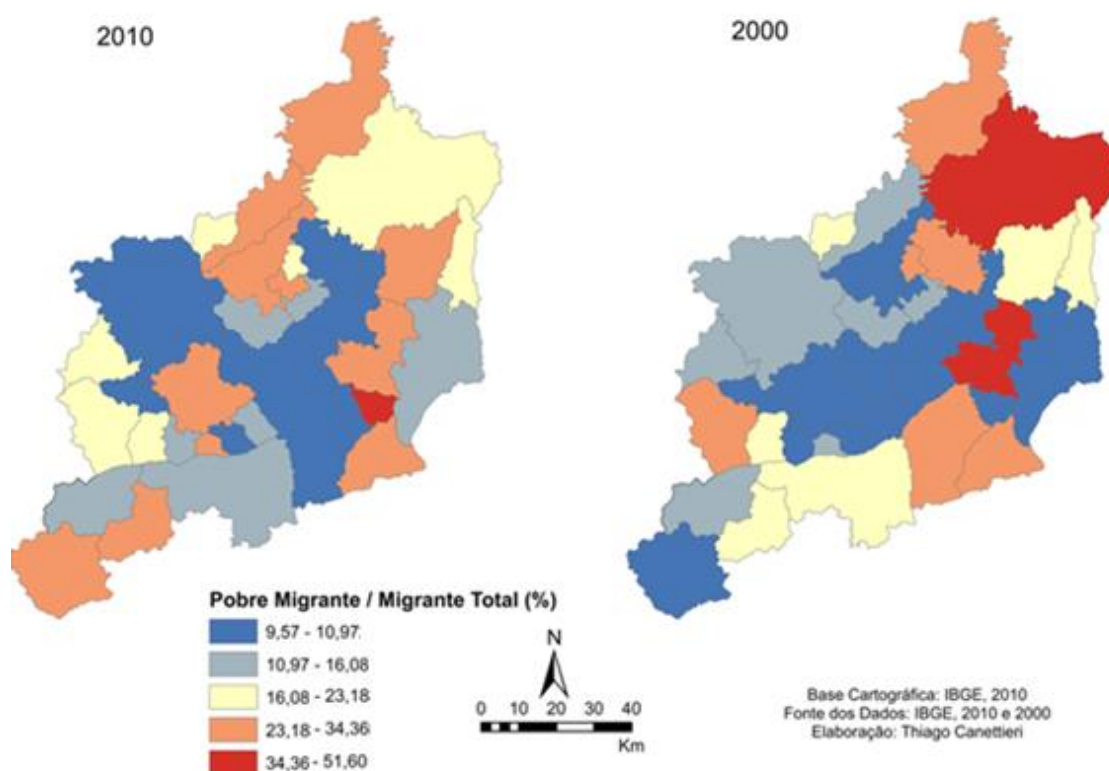 2010
2000
Pobre Migrante / Migrante Total (%)
9,57 - 10,97
10,97 - 16,08
16,08 - 23,18
23,18 - 34,36
34,36 - 51,60
N
0 10 20 30 40
Km
Base Cartográfica: IBGE, 2010
Fonte dos Dados: IBGE, 2010 e 2000
Elaboração: Thiago Canettieri